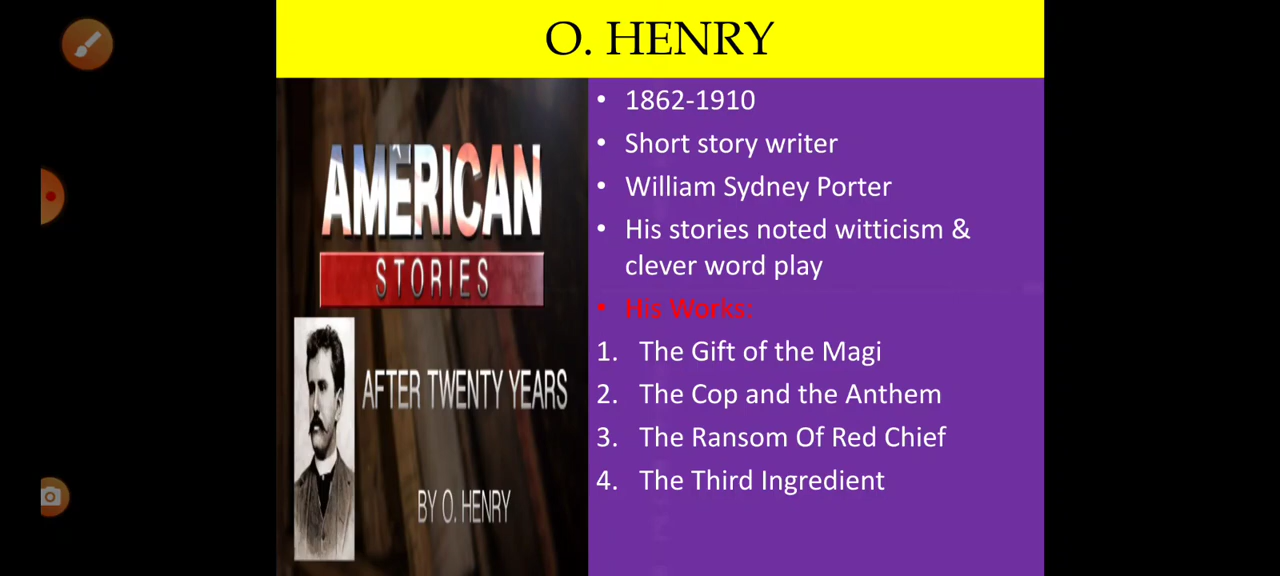 O. HENRY
AMERICAN
STORIES
AFTER TWENTY YEARS
BY O. HENRY
• 1862-1910
• Short story writer
• William Sydney Porter
• His stories noted witticism &
clever word play
• His Works:
1. The Gift of the Magi
2. The Cop and the Anthem
3. The Ransom Of Red Chief
4. The Third Ingredient